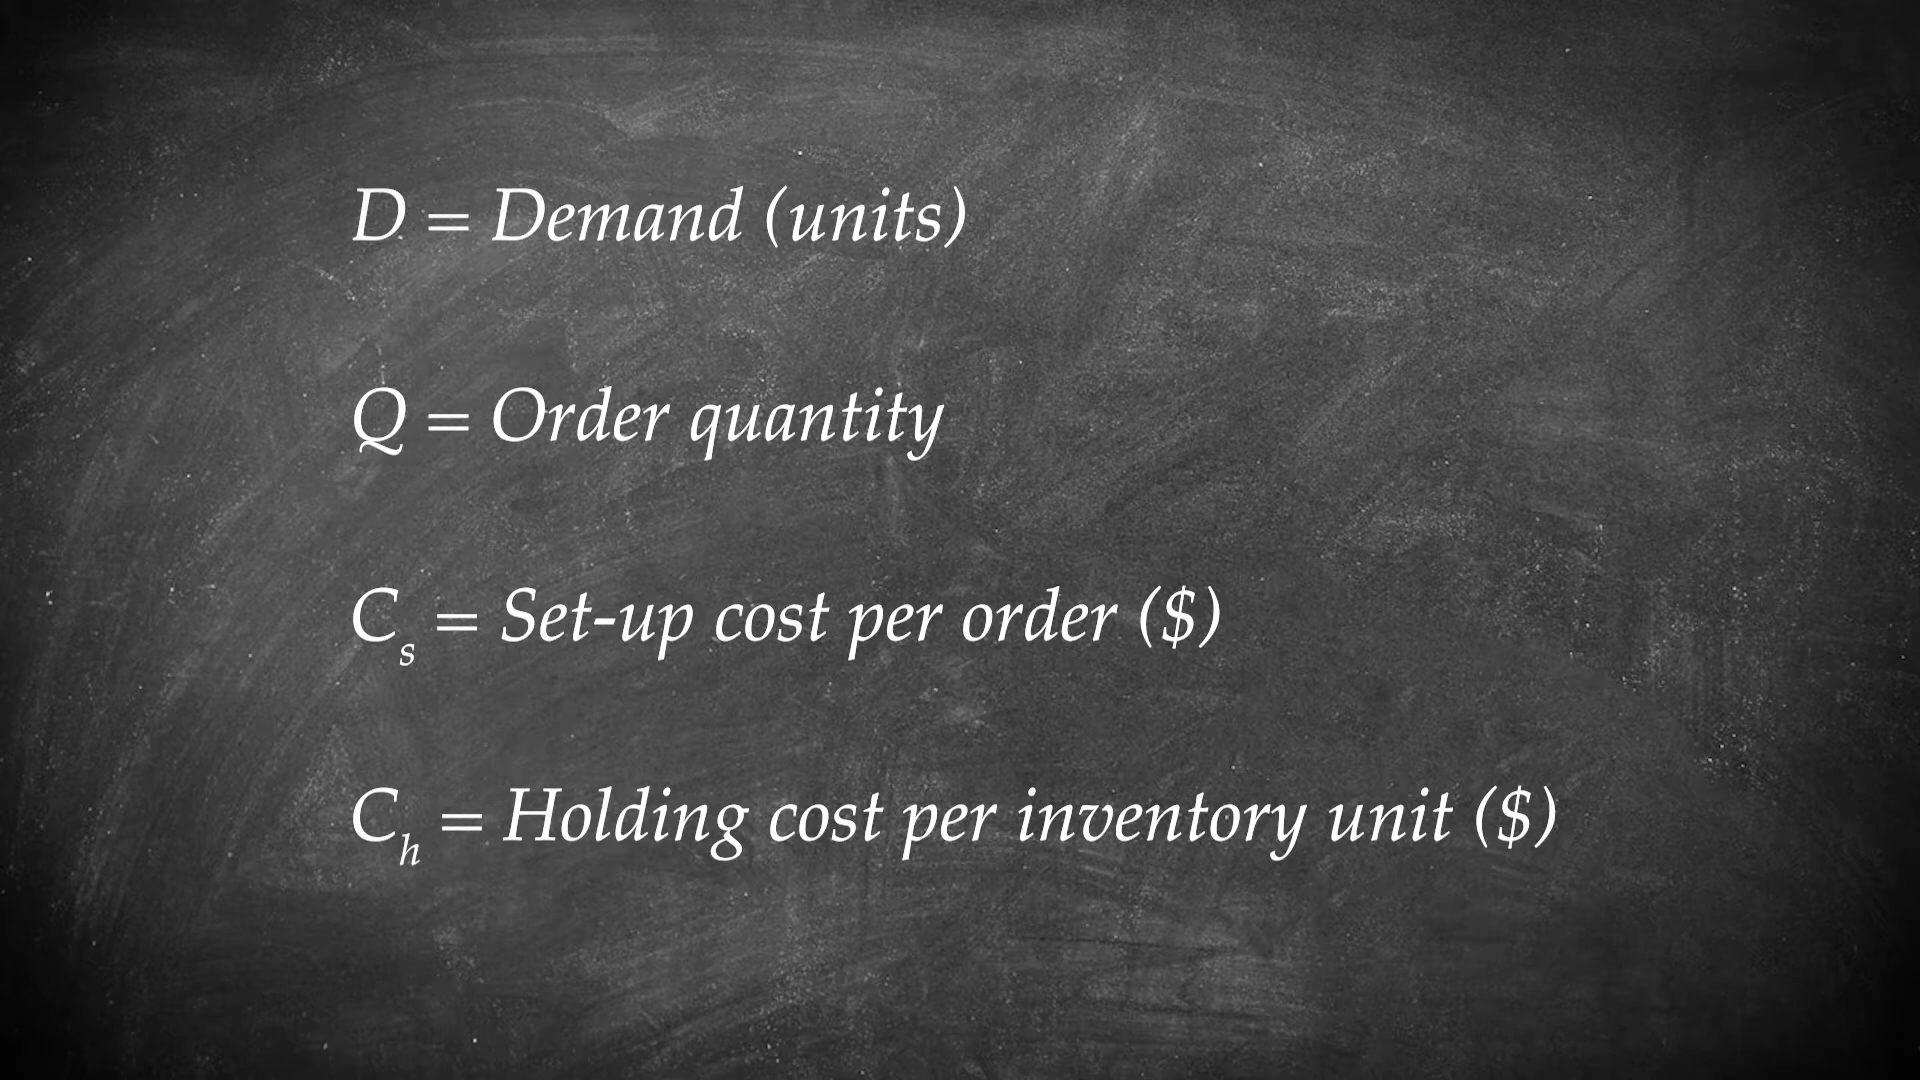 D = Demand (units)
Q = Order quantity
Cₛ = Set-up cost per order ($)
Cₕ = Holding cost per inventory unit ($)